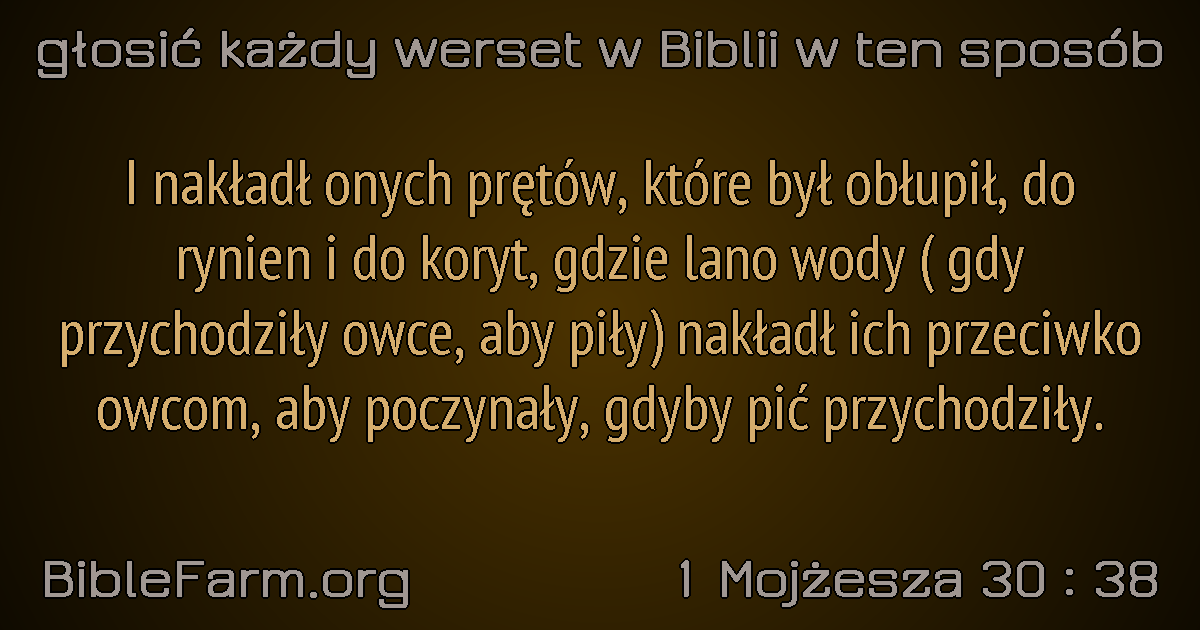 głosić każdy werset w Biblii w ten sposób
I nakładł onych prętów, które był obłupił, do
rynien i do koryt, gdzie lano wody ( gdy
przychodziły owce, aby piły) nakładł ich przeciwko
owcom, aby poczynały, gdyby pić przychodziły.
BibleFarm.org
1 Mojżesza 30 : 38